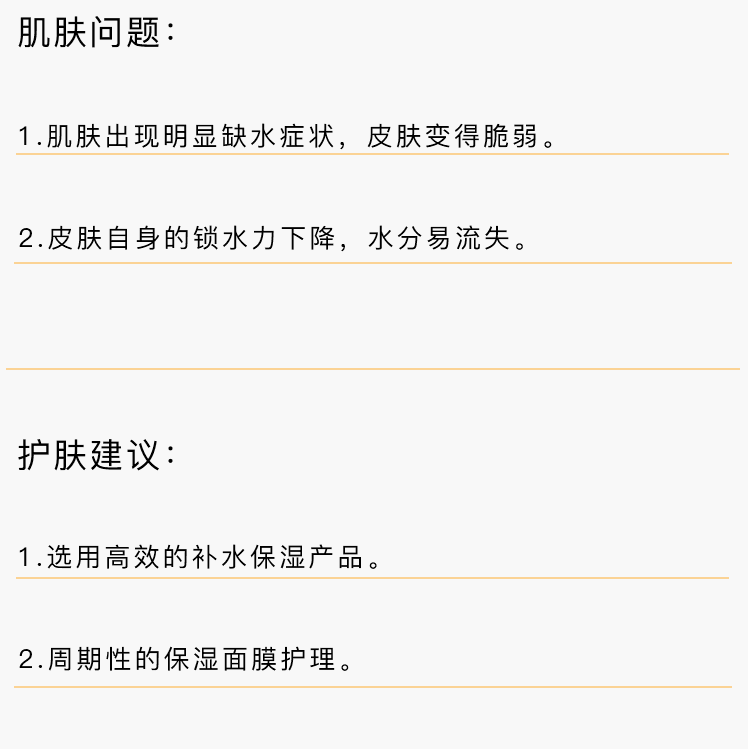 肌肤问题：
1.肌肤出现明显缺水症状，皮肤变得脆弱。
2.皮肤自身的锁水力下降，水分易流失。
护肤建议：
1.选用高效的补水保湿产品。
2.周期性的保湿面膜护理。